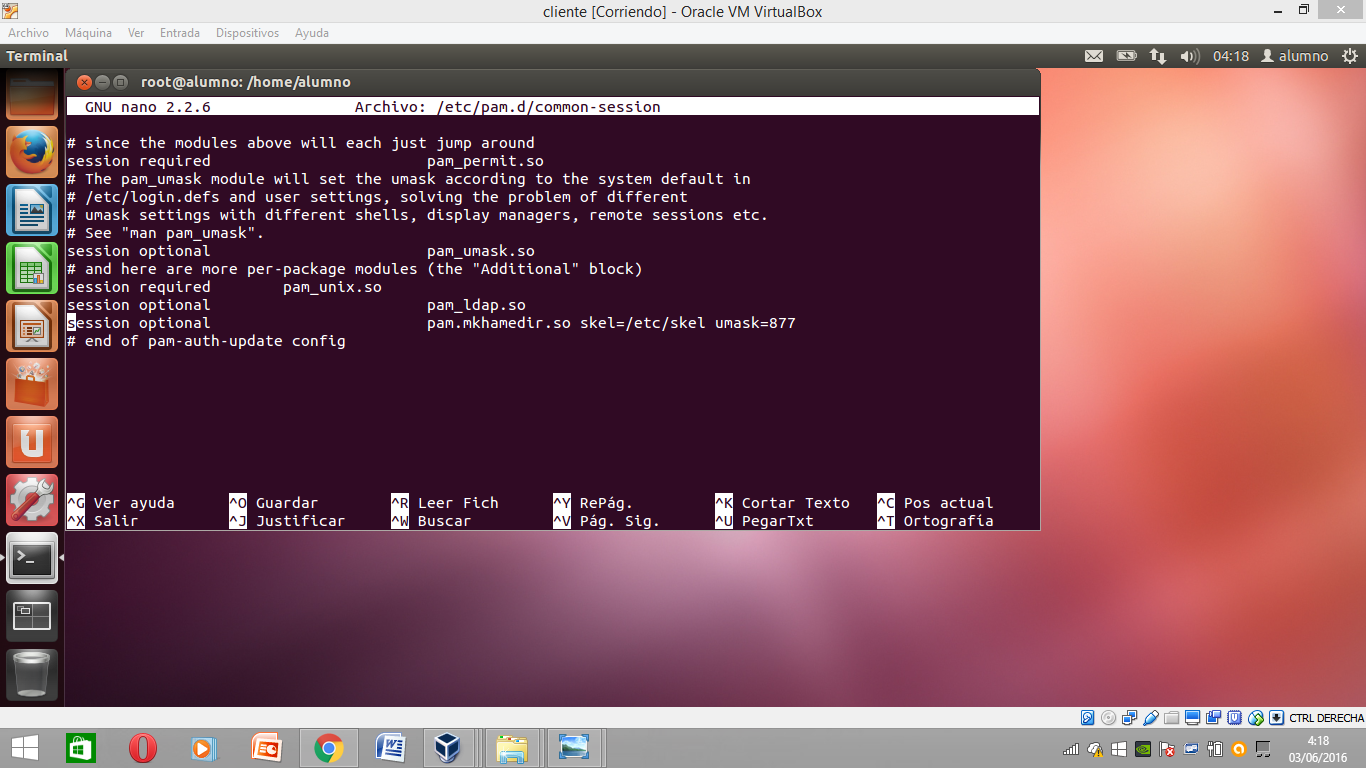 cliente [Corriendo] - Oracle VM VirtualBox
Archivo Máquina Ver Entrada Dispositivos Ayuda
Terminal 04:18 alumno
root@alumno: /home/alumno
GNU nano 2.2.6 Archivo: /etc/pam.d/common-session
# since the modules above will each just jump around
session required pam_permit.so
# The pam_umask module will set the umask according to the system default in
# /etc/login.defs and user settings, solving the problem of different
# umask settings with different shells, display managers, remote sessions etc.
# See "man pam_umask".
session optional pam_umask.so
# and here are more per-package modules (the "Additional" block)
session required pam_unix.so
session optional pam_ldap.so
session optional pam.mkhamedir.so skel=/etc/skel umask=877
# end of pam-auth-update config
^G Ver ayuda ^O Guardar ^R Leer Fich ^Y RePág. ^K Cortar Texto ^C Pos actual
^X Salir ^J Justificar ^W Buscar ^V Pág. Sig. ^U PegarTxt ^T Ortografía
CTRL DERECHA
4:18
03/06/2016